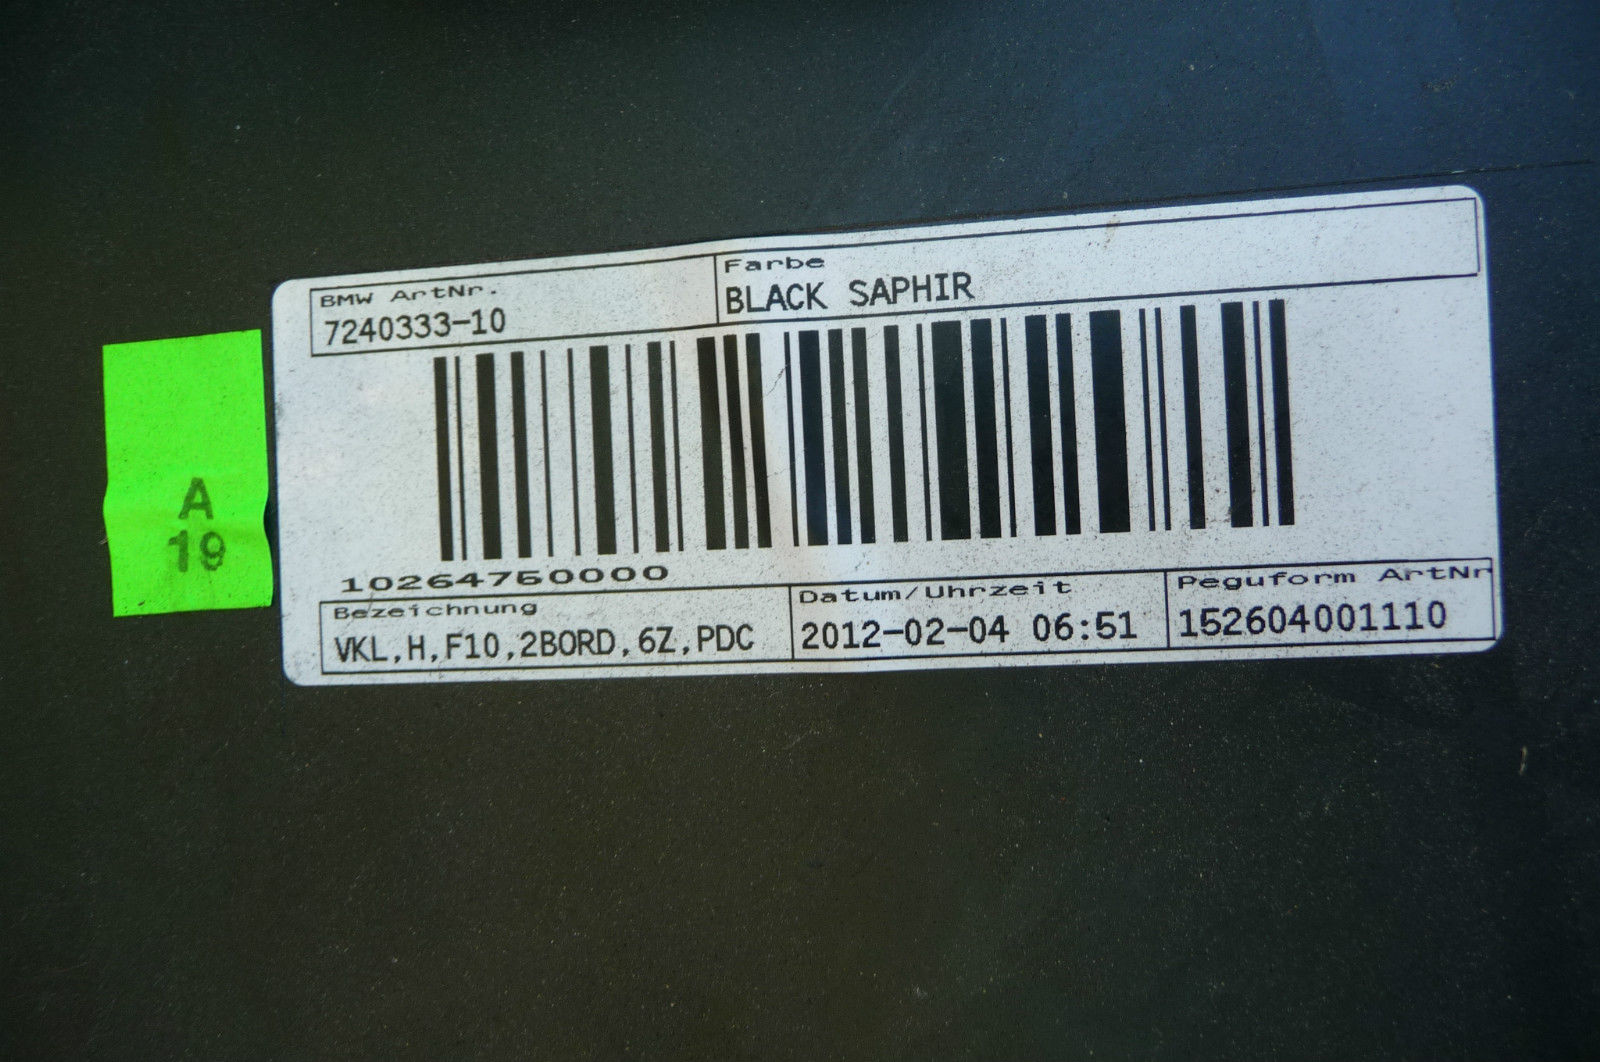 BMW ArtNr.
7240333-10
Farbe
BLACK SAPHIR
A
19
10264760000
Bezeichnung
VKL,H,F10,2BORD,6Z,PDC
Datum/Uhrzeit
2012-02-04 06:51
Peguform ArtNr
152604001110